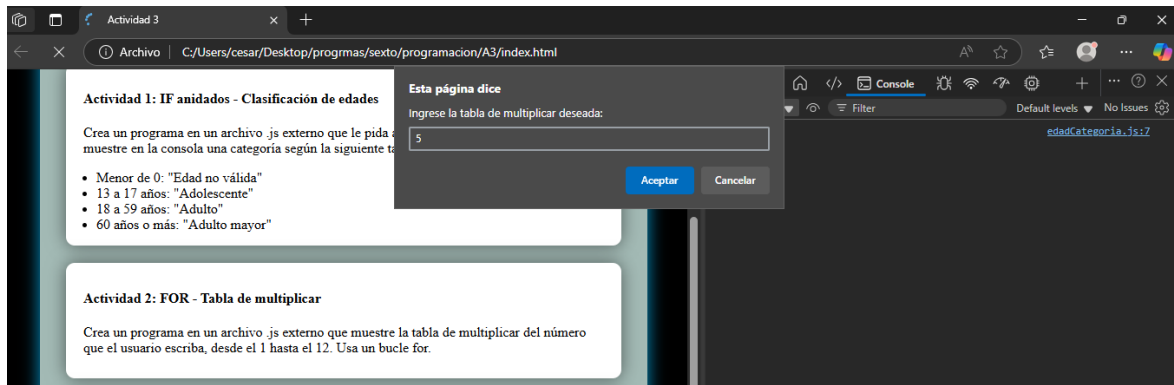 Actividad 3
Archivo
C:/Users/cesar/Desktop/progrmas/sexto/programacion/A3/index.html
Actividad 1: IF anidados - Clasificación de edades
Crea un programa en un archivo .js externo que le pida
muestre en la consola una categoría según la siguiente
• Menor de 0: "Edad no válida"
• 13 a 17 años: "Adolescente"
• 18 a 59 años: "Adulto"
• 60 años o más: "Adulto mayor"
Actividad 2: FOR - Tabla de multiplicar
Crea un programa en un archivo .js externo que muestre la tabla de multiplicar del número
que el usuario escriba, desde el 1 hasta el 12. Usa un bucle for.
Esta página dice
Ingrese la tabla de multiplicar deseada:
5
Aceptar
Cancelar
Console
Filter
Default levels
No Issues
edadCategoria.js:7